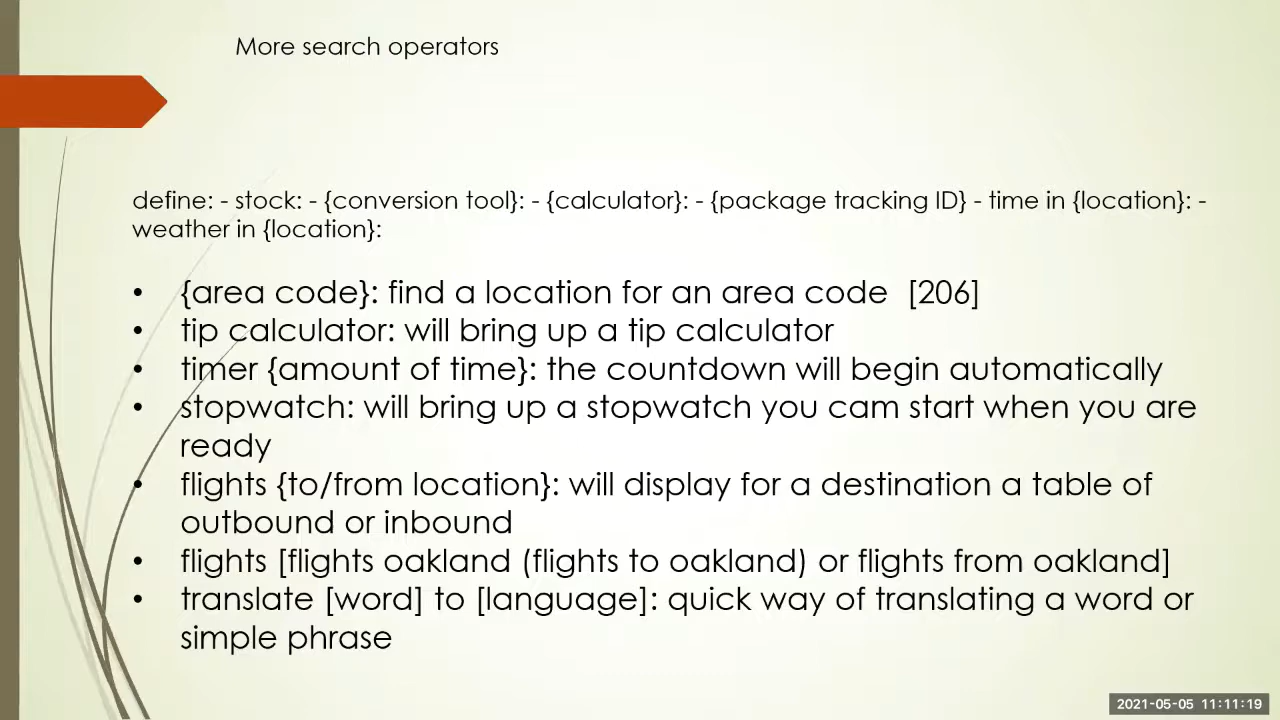 More search operators
define: - stock: - {conversion tool}: - {calculator}: - {package tracking ID} - time in {location}: -
weather in {location}:
• {area code}: find a location for an area code [206]
• tip calculator: will bring up a tip calculator
• timer {amount of time}: the countdown will begin automatically
• stopwatch: will bring up a stopwatch you cam start when you are
ready
• flights {to/from location}: will display for a destination a table of
outbound or inbound
• flights [flights oakland (flights to oakland) or flights from oakland]
• translate [word] to [language]: quick way of translating a word or
simple phrase
2021-05-05 11:11:19